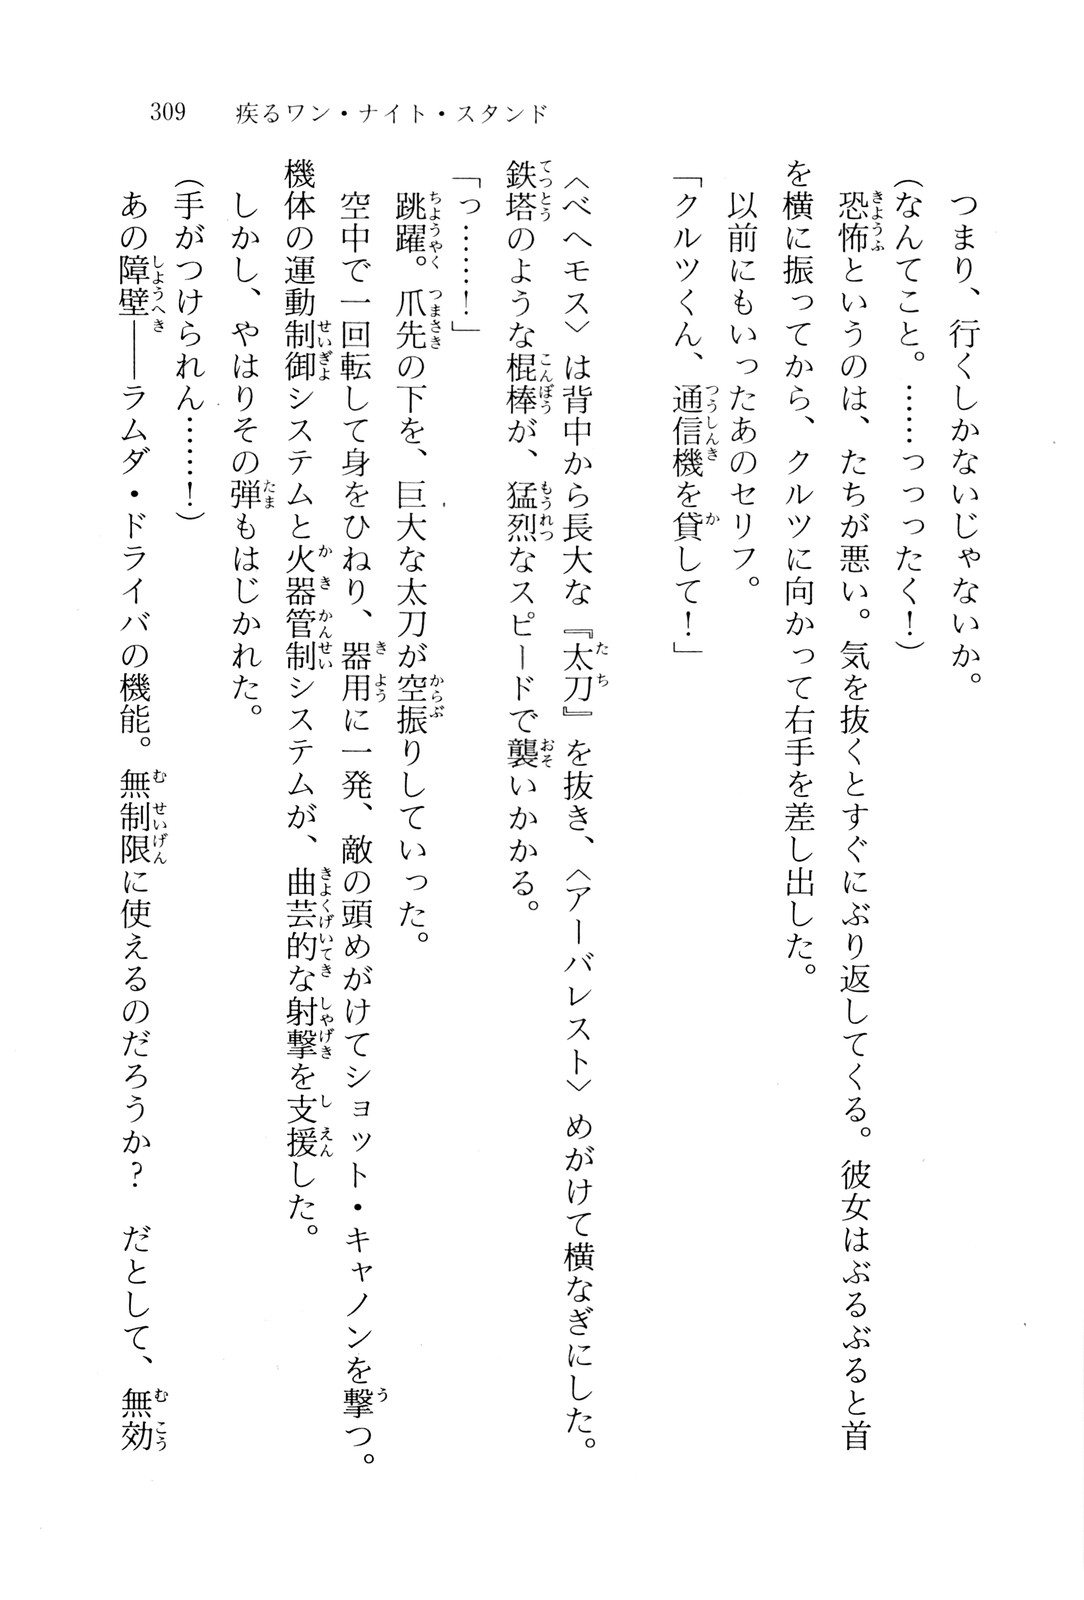 309　疾るワン・ナイト・スタンド
つまり、行くしかないじゃないか。
(なんてこと。……っっったく！)
恐怖というのは、たちが悪い。気を抜くとすぐにぶり返してくる。彼女はぶるぶると首
を横に振ってから、クルツに向かって右手を差し出した。
以前にもいったあのセリフ。
「クルツくん、通信機を貸して！」
〈ベヘモス〉は背中から長大な『太刀』を抜き、〈アーバレスト〉めがけて横なぎにした。
鉄塔のような棍棒が、猛烈なスピードで襲いかかる。
「っ……！」
跳躍。爪先の下を、巨大な太刀が空振りしていった。
空中で一回転して身をひねり、器用に一発、敵の頭めがけてショット・キャノンを撃つ。
機体の運動制御システムと火器管制システムが、曲芸的な射撃を支援した。
しかし、やはりその弾もはじかれた。
(手がつけられん……！)
あの障壁――ラムダ・ドライバの機能。無制限に使えるのだろうか？　だとして、無効